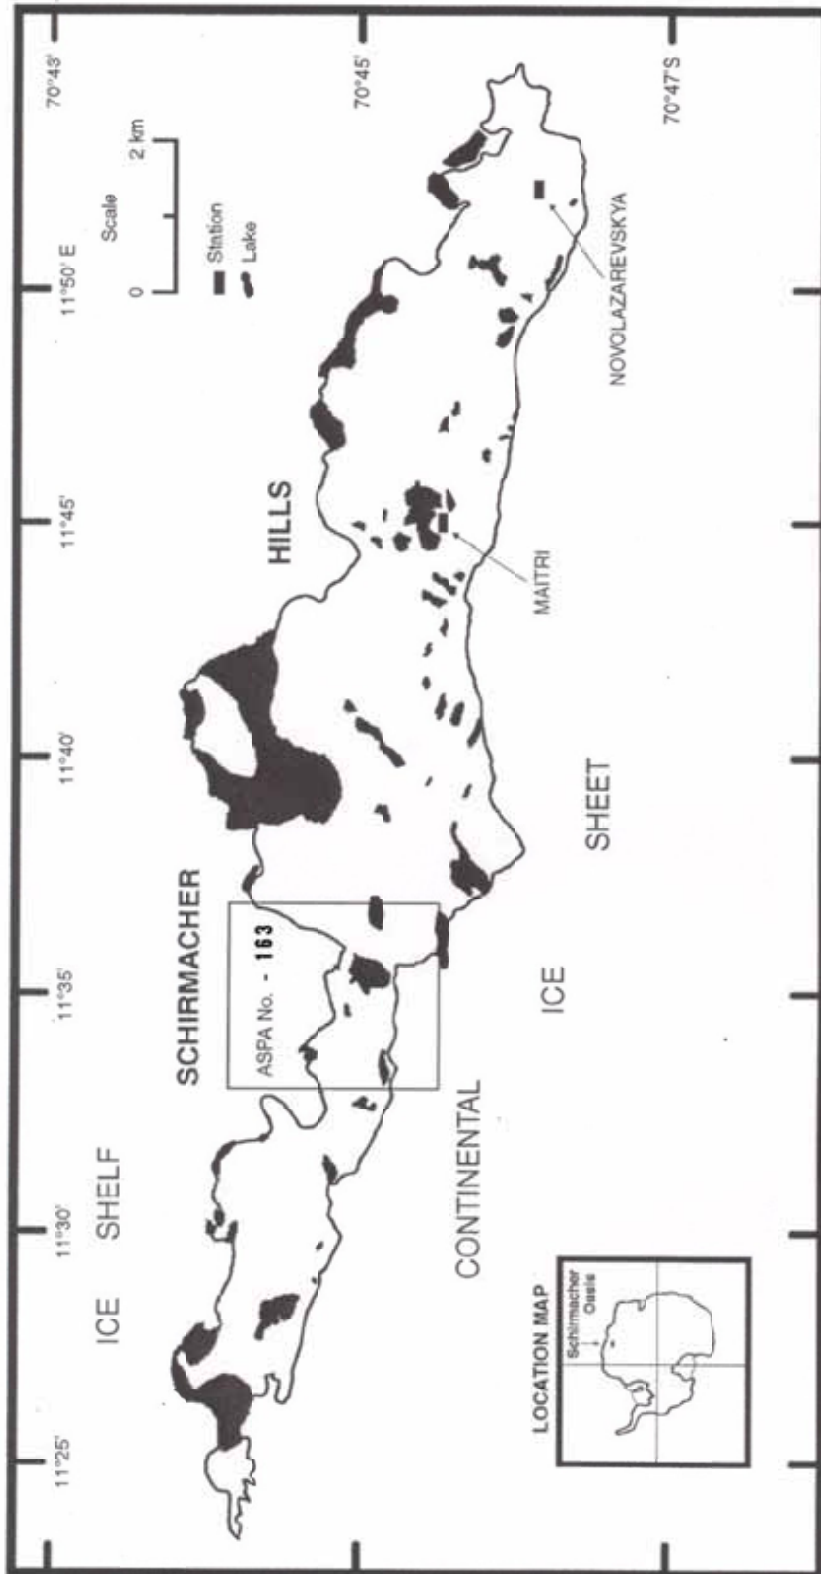 11°25'
11°30'
11°35'
11°40'
11°45'
11°50' E
70°43'
70°45'
70°47'S
ICE SHELF
SCHIRMACHER
HILLS
Scale
0
2 km
Station
Lake
ASPA No. - 163
MAITRI
NOVOLAZAREVSKYA
CONTINENTAL
ICE
SHEET
LOCATION MAP
Schirmacher
Oasis